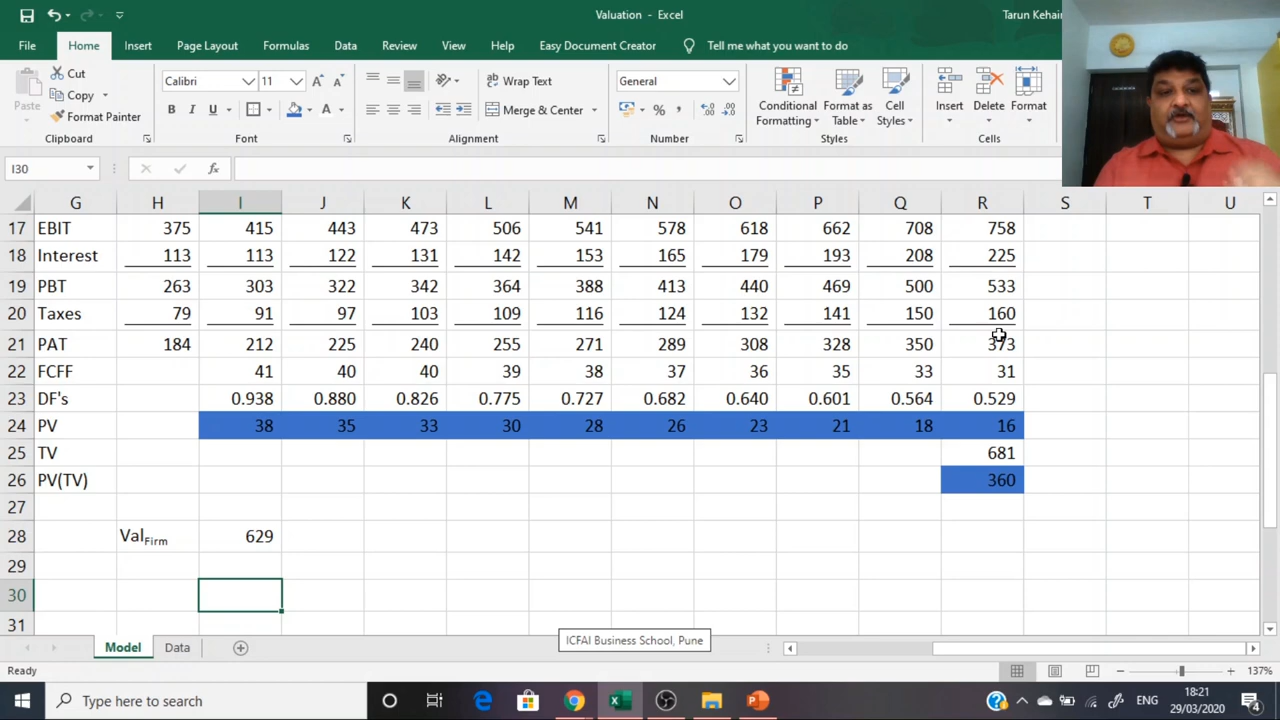 Valuation - Excel
Tarun Kehair
File Home Insert Page Layout Formulas Data Review View Help Easy Document Creator Tell me what you want to do
Paste
Cut
Copy
Format Painter
Calibri 11
B I U
A A
A
ab
Wrap Text
Merge & Center
General
% ,
Conditional Formatting
Format as Table
Cell Styles
Insert Delete Format
Clipboard Font Alignment Number Styles Cells
I30 fx
G H I J K L M N O P Q R S T U
17 EBIT 375 415 443 473 506 541 578 618 662 708 758
18 Interest 113 113 122 131 142 153 165 179 193 208 225
19 PBT 263 303 322 342 364 388 413 440 469 500 533
20 Taxes 79 91 97 103 109 116 124 132 141 150 160
21 PAT 184 212 225 240 255 271 289 308 328 350 373
22 FCFF 41 40 40 39 38 37 36 35 33 31
23 DF's 0.938 0.880 0.826 0.775 0.727 0.682 0.640 0.601 0.564 0.529
24 PV 38 35 33 30 28 26 23 21 18 16
25 TV 681
26 PV(TV) 360
27
28 ValFirm 629
29
30
31
ICFAI Business School, Pune
Model Data
Ready
137%
Type here to search
ENG
18:21
29/03/2020
4